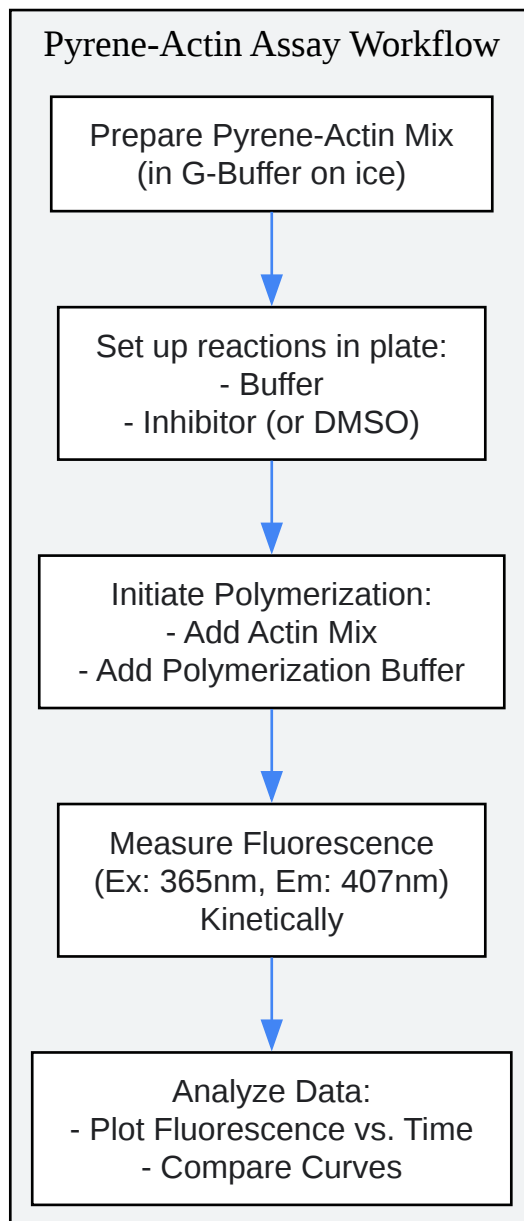 Pyrene-Actin Assay Workflow
Prepare Pyrene-Actin Mix
(in G-Buffer on ice)
Set up reactions in plate:
- Buffer
- Inhibitor (or DMSO)
Initiate Polymerization:
- Add Actin Mix
- Add Polymerization Buffer
Measure Fluorescence
(Ex: 365nm, Em: 407nm)
Kinetically
Analyze Data:
- Plot Fluorescence vs. Time
- Compare Curves